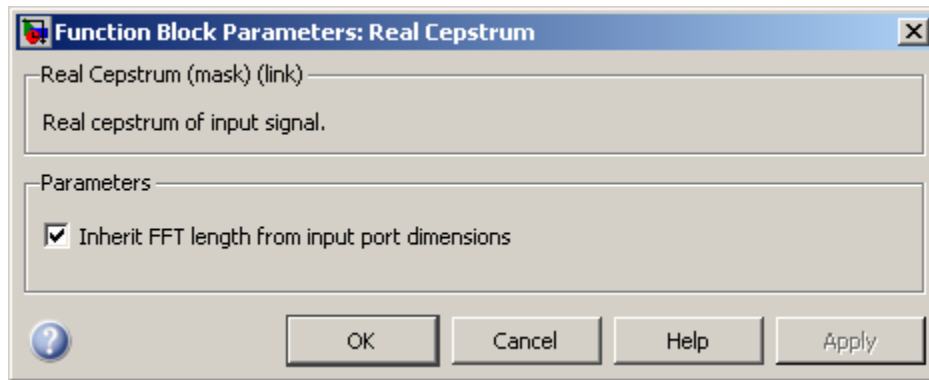 Function Block Parameters: Real Cepstrum
Real Cepstrum (mask) (link)
Real cepstrum of input signal.
Parameters
Inherit FFT length from input port dimensions
OK Cancel Help Apply